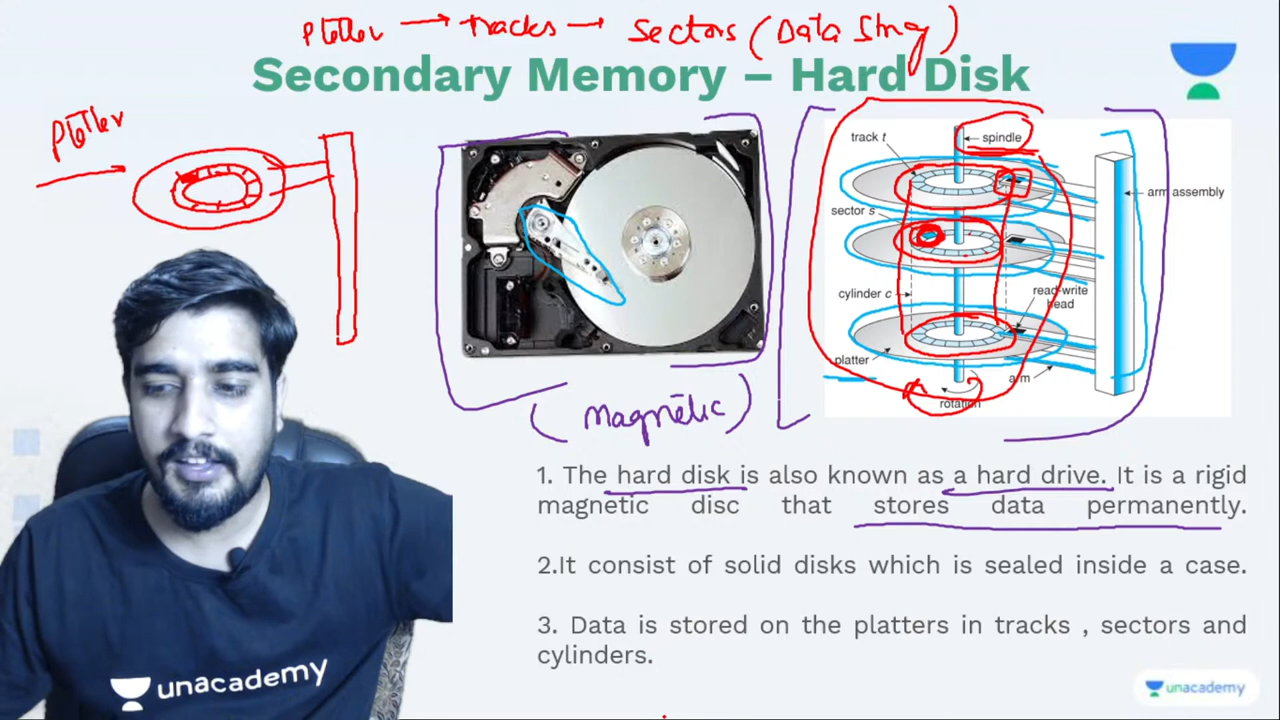 Platter → Tracks → Sectors (Data Strg)
Secondary Memory – Hard Disk
Platter
track t
spindle
arm assembly
sector s
cylinder c
read-write
head
platter
arm
rotation
(magnetic)
1. The hard disk is also known as a hard drive. It is a rigid
magnetic disc that stores data permanently.
2.It consist of solid disks which is sealed inside a case.
3. Data is stored on the platters in tracks , sectors and
cylinders.
unacademy
unacademy